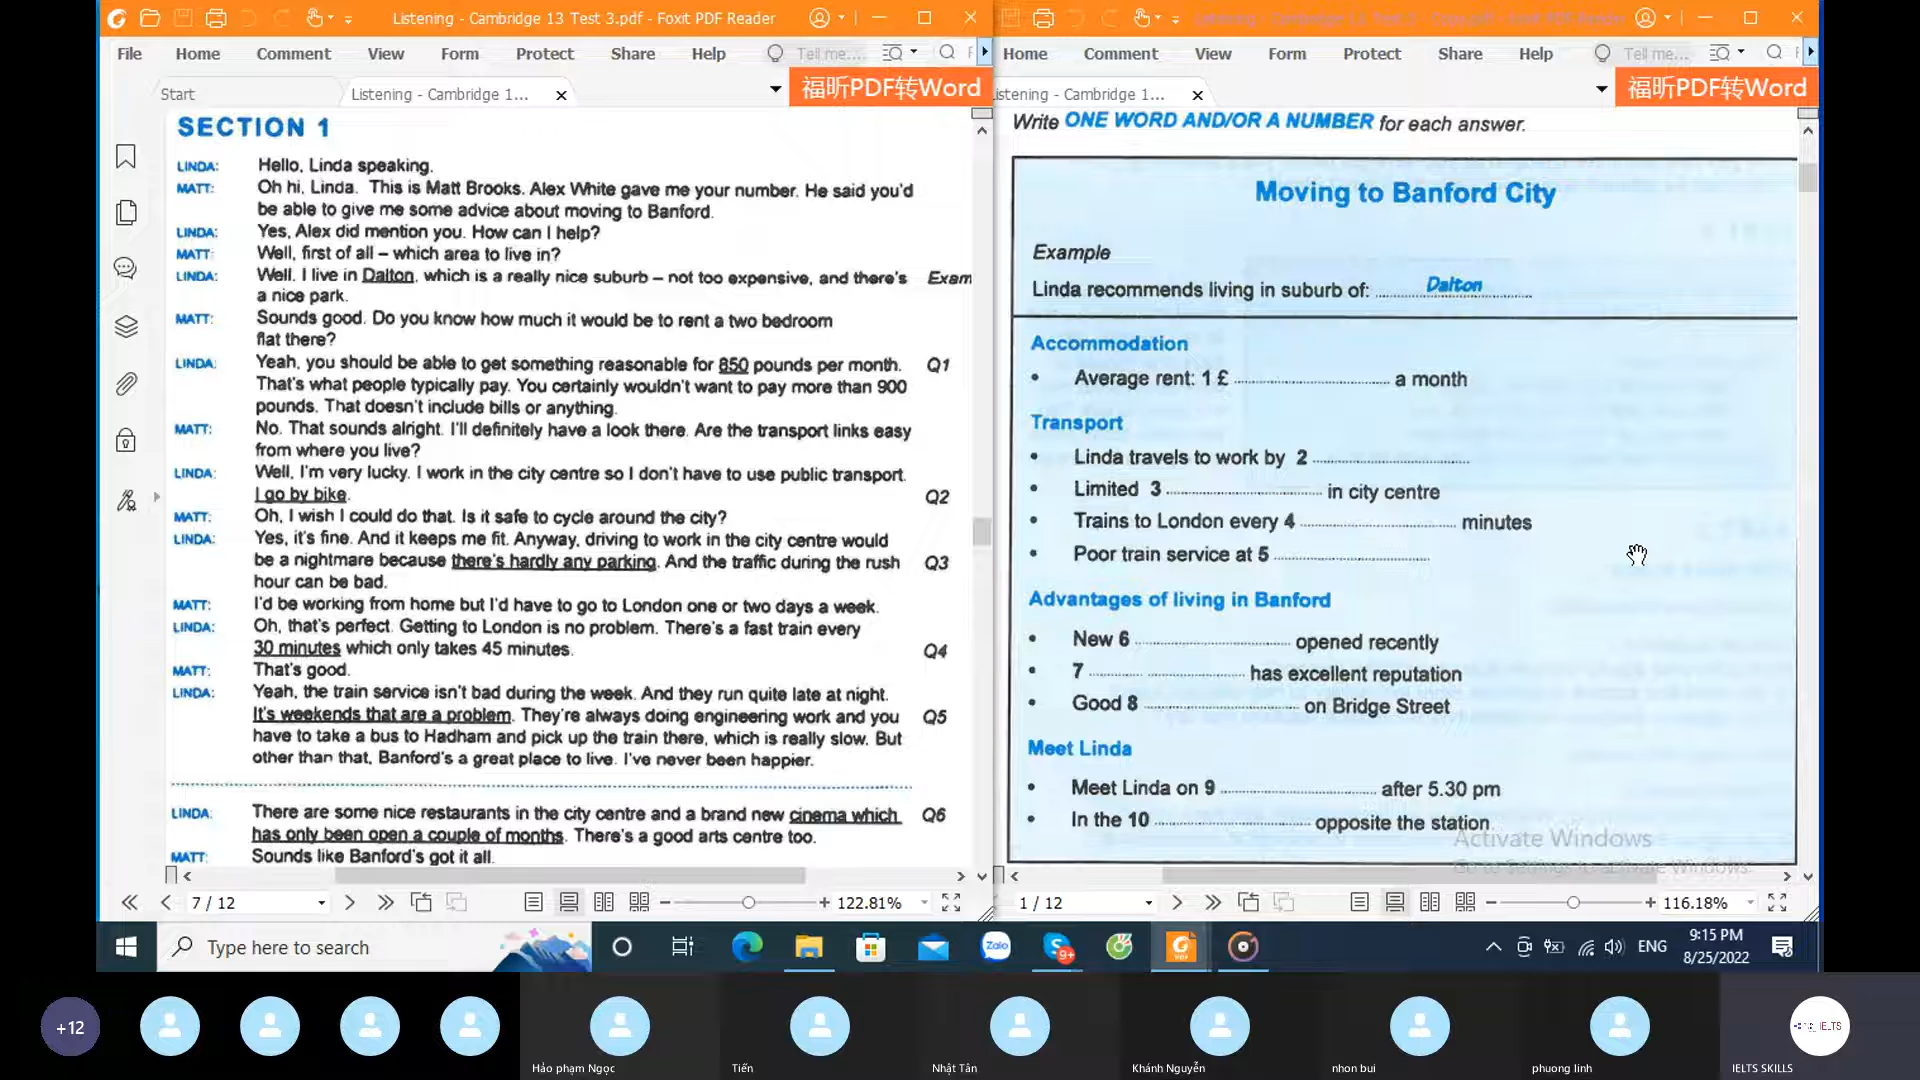 Listening - Cambridge 13 Test 3.pdf - Foxit PDF Reader
File Home Comment View Form Protect Share Help Tell me...
Start
Listening - Cambridge 1...
福昕PDF转Word
SECTION 1
LINDA: Hello, Linda speaking.
MATT: Oh hi, Linda. This is Matt Brooks. Alex White gave me your number. He said you'd
be able to give me some advice about moving to Banford.
LINDA: Yes, Alex did mention you. How can I help?
MATT: Well, first of all – which area to live in?
LINDA: Well, I live in Dalton, which is a really nice suburb – not too expensive, and there's Exam
a nice park.
MATT: Sounds good. Do you know how much it would be to rent a two bedroom
flat there?
LINDA: Yeah, you should be able to get something reasonable for 850 pounds per month. Q1
That's what people typically pay. You certainly wouldn't want to pay more than 900
pounds. That doesn't include bills or anything.
MATT: No. That sounds alright. I'll definitely have a look there. Are the transport links easy
from where you live?
LINDA: Well, I'm very lucky. I work in the city centre so I don't have to use public transport.
I go by bike. Q2
MATT: Oh, I wish I could do that. Is it safe to cycle around the city?
LINDA: Yes, it's fine. And it keeps me fit. Anyway, driving to work in the city centre would
be a nightmare because there's hardly any parking. And the traffic during the rush Q3
hour can be bad.
MATT: I'd be working from home but I'd have to go to London one or two days a week.
LINDA: Oh, that's perfect. Getting to London is no problem. There's a fast train every
30 minutes which only takes 45 minutes. Q4
MATT: That's good.
LINDA: Yeah, the train service isn't bad during the week. And they run quite late at night.
It's weekends that are a problem. They're always doing engineering work and you Q5
have to take a bus to Hadham and pick up the train there, which is really slow. But
other than that, Banford's a great place to live. I've never been happier.
LINDA: There are some nice restaurants in the city centre and a brand new cinema which Q6
has only been open a couple of months. There's a good arts centre too.
MATT: Sounds like Banford's got it all.
7 / 12
122.81%
Home Comment View Form Protect Share Help Tell me...
Listening - Cambridge 1...
福昕PDF转Word
Write ONE WORD AND/OR A NUMBER for each answer.
Moving to Banford City
Example
Linda recommends living in suburb of: Dalton
Accommodation
• Average rent: 1 £ a month
Transport
• Linda travels to work by 2
• Limited 3 in city centre
• Trains to London every 4 minutes
• Poor train service at 5
Advantages of living in Banford
• New 6 opened recently
• 7 has excellent reputation
• Good 8 on Bridge Street
Meet Linda
• Meet Linda on 9 after 5.30 pm
• In the 10 opposite the station
Activate Windows
Go to Settings to activate Windows.
1 / 12
116.18%
Type here to search
Zalo
9+
ENG
9:15 PM
8/25/2022
+12
Hảo phạm Ngọc
Tiến
Nhật Tân
Khánh Nguyễn
nhon bui
phuong linh
IELTS
IELTS SKILLS